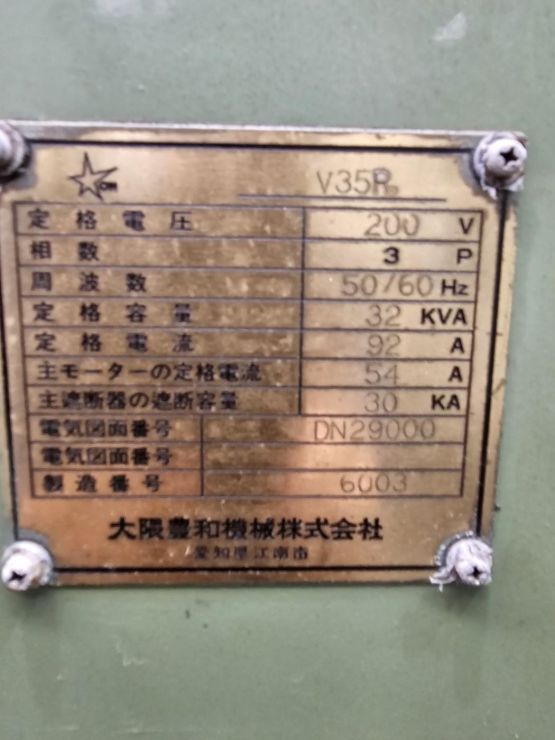 V35R
定格電圧 200 V
相数 3 P
周波数 50/60 Hz
定格容量 32 KVA
定格電流 92 A
主モーターの定格電流 54 A
主遮断器の遮断容量 30 KA
電気図面番号 DN29000
電気図面番号
製造番号 6003
大隈豊和機械株式会社
愛知県江南市